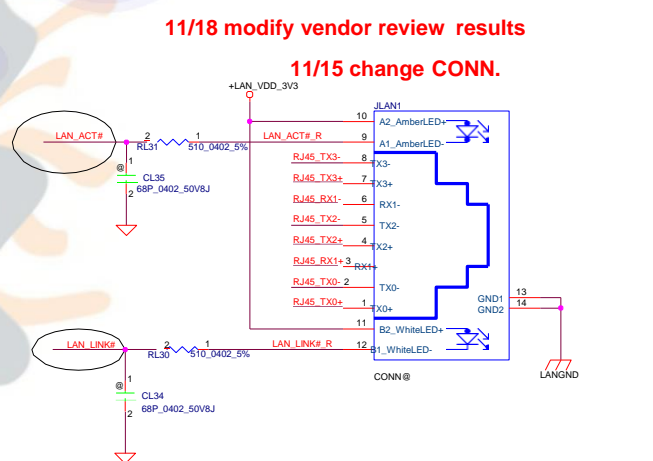 11/18 modify vendor review results
11/15 change CONN.
+LAN_VDD_3V3
JLAN1
10 A2_AmberLED+
LAN_ACT# 2 1 LAN_ACT#_R 9 A1_AmberLED-
RL31 510_0402_5%
RJ45_TX3- 8 TX3-
@ 1
CL35
RJ45_TX3+ 7 TX3+
2 68P_0402_50V8J
RJ45_RX1- 6 RX1-
RJ45_TX2- 5 TX2-
RJ45_TX2+ 4 TX2+
RJ45_RX1+ 3 RX1+
RJ45_TX0- 2 TX0-
RJ45_TX0+ 1 TX0+
GND1 13
GND2 14
11 B2_WhiteLED+
LAN_LINK# 2 1 LAN_LINK#_R 12 B1_WhiteLED-
RL30 510_0402_5%
CONN@
LANGND
@ 1
CL34
2 68P_0402_50V8J